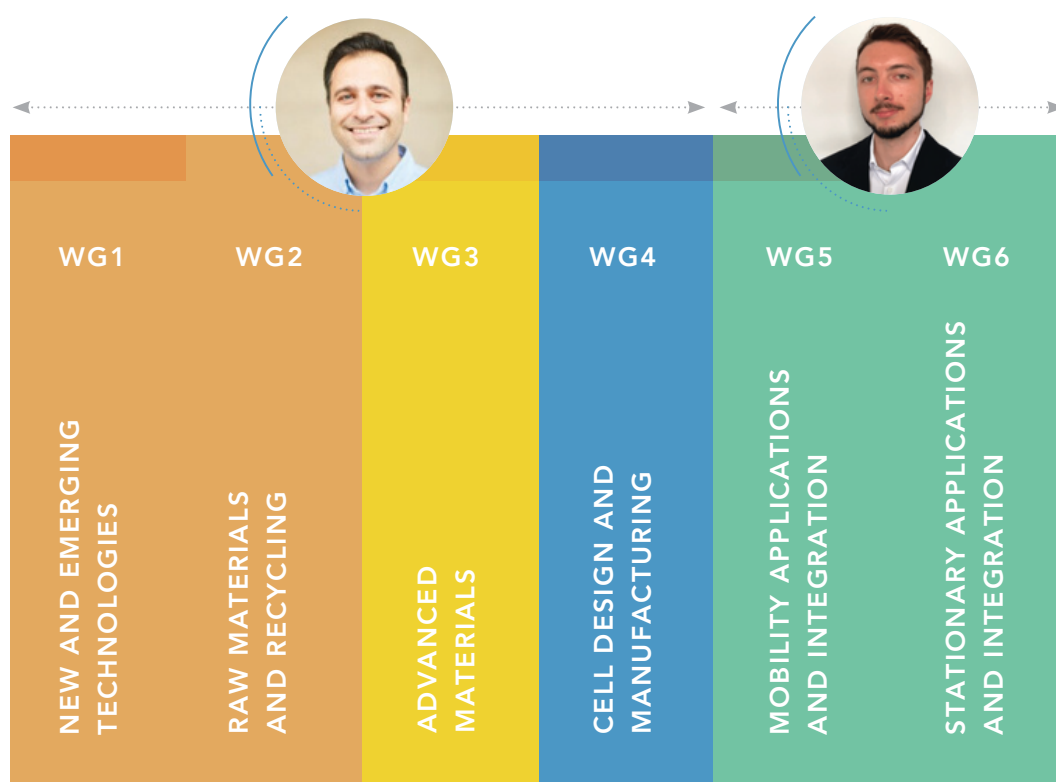 WG1
WG2
WG3
WG4
WG5
WG6
NEW AND EMERGING
TECHNOLOGIES
RAW MATERIALS
AND RECYCLING
ADVANCED
MATERIALS
CELL DESIGN AND
MANUFACTURING
MOBILITY APPLICATIONS
AND INTEGRATION
STATIONARY APPLICATIONS
AND INTEGRATION